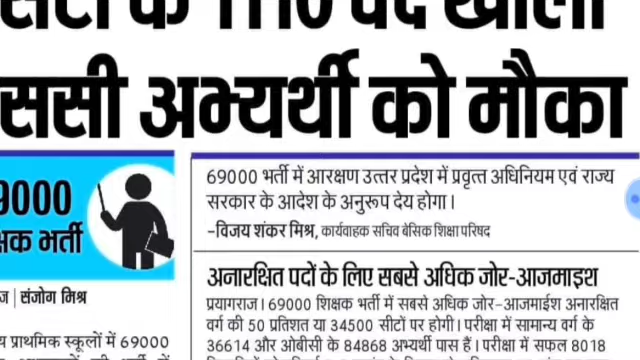 के 1110 पद खाली
ससी अभ्यर्थी को मौका
9000
क्षक भर्ती
ज | संजोग मिश्र
य प्राथमिक स्कूलों में 69000
69000 भर्ती में आरक्षण उत्तर प्रदेश में प्रवृत्त अधिनियम एवं राज्य
सरकार के आदेश के अनुरूप देय होगा।
-विजय शंकर मिश्र, कार्यवाहक सचिव बेसिक शिक्षा परिषद
अनारक्षित पदों के लिए सबसे अधिक जोर-आजमाइश
प्रयागराज। 69000 शिक्षक भर्ती में सबसे अधिक जोर-आजमाईश अनारक्षित
वर्ग की 50 प्रतिशत या 34500 सीटों पर होगी। परीक्षा में सामान्य वर्ग के
36614 और ओबीसी के 84868 अभ्यर्थी पास हैं। परीक्षा में सफल 8018